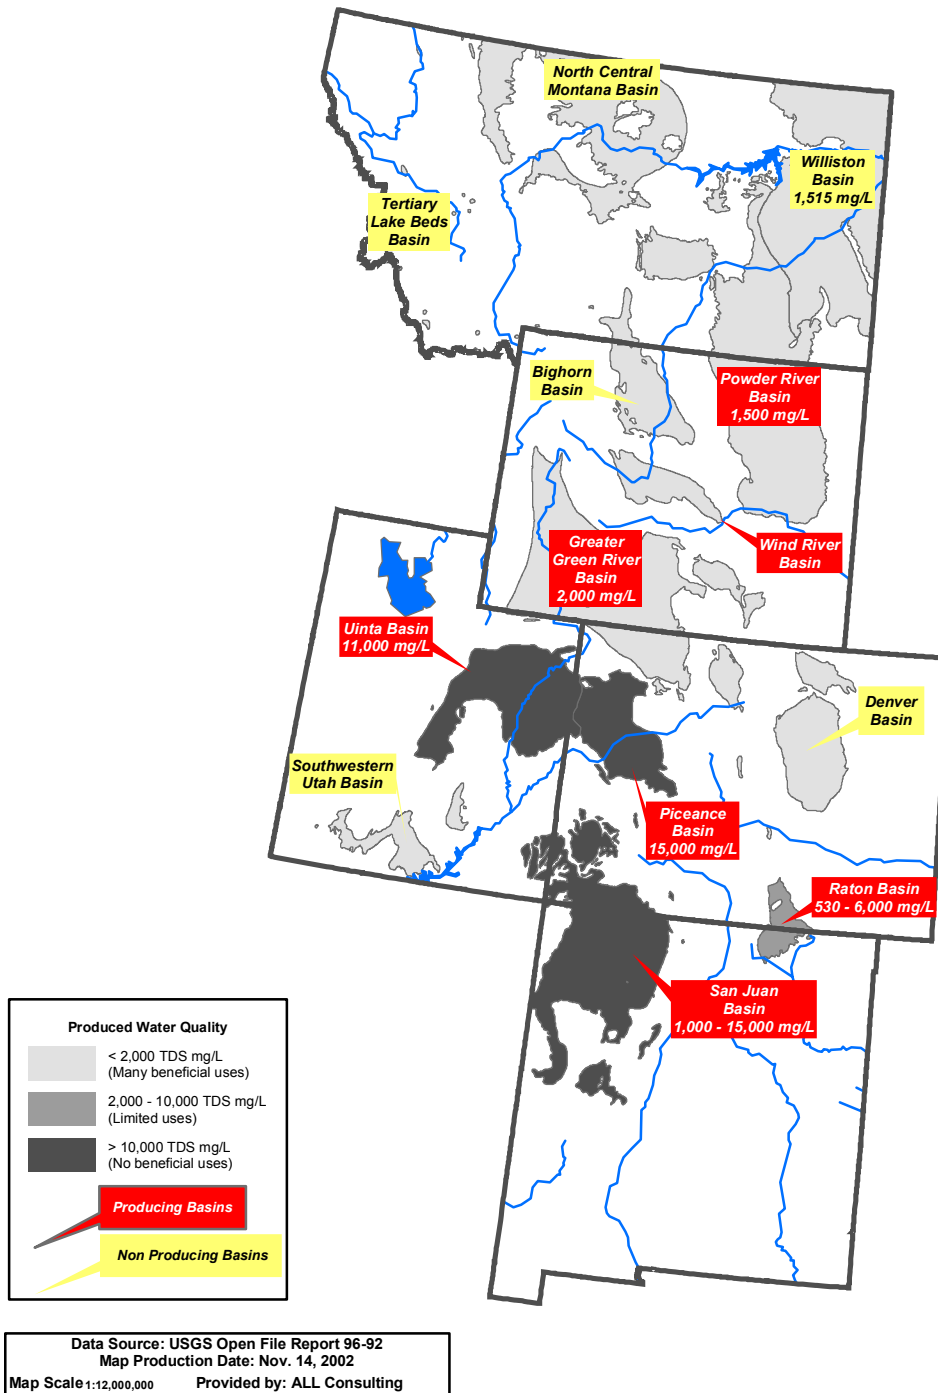 North Central
Montana Basin
Williston
Basin
1,515 mg/L
Tertiary
Lake Beds
Basin
Bighorn
Basin
Powder River
Basin
1,500 mg/L
Greater
Green River
Basin
2,000 mg/L
Wind River
Basin
Uinta Basin
11,000 mg/L
Denver
Basin
Southwestern
Utah Basin
Piceance
Basin
15,000 mg/L
Raton Basin
530 - 6,000 mg/L
San Juan
Basin
1,000 - 15,000 mg/L
Produced Water Quality
< 2,000 TDS mg/L
(Many beneficial uses)
2,000 - 10,000 TDS mg/L
(Limited uses)
> 10,000 TDS mg/L
(No beneficial uses)
Producing Basins
Non Producing Basins
Data Source: USGS Open File Report 96-92
Map Production Date: Nov. 14, 2002
Map Scale 1:12,000,000 Provided by: ALL Consulting